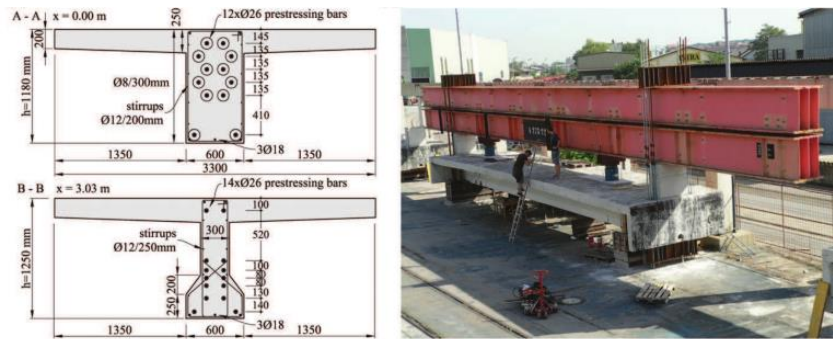 A - A
x = 0.00 m
250
12xØ26 prestressing bars
200
145
135
135
135
135
410
h=1180 mm
Ø8/300mm
stirrups
Ø12/200mm
3Ø18
1350
600
1350
3300
B - B
x = 3.03 m
14xØ26 prestressing bars
100
520
300
stirrups
Ø12/250mm
h=1250 mm
200
250
100
130
140
3Ø18
1350
600
1350